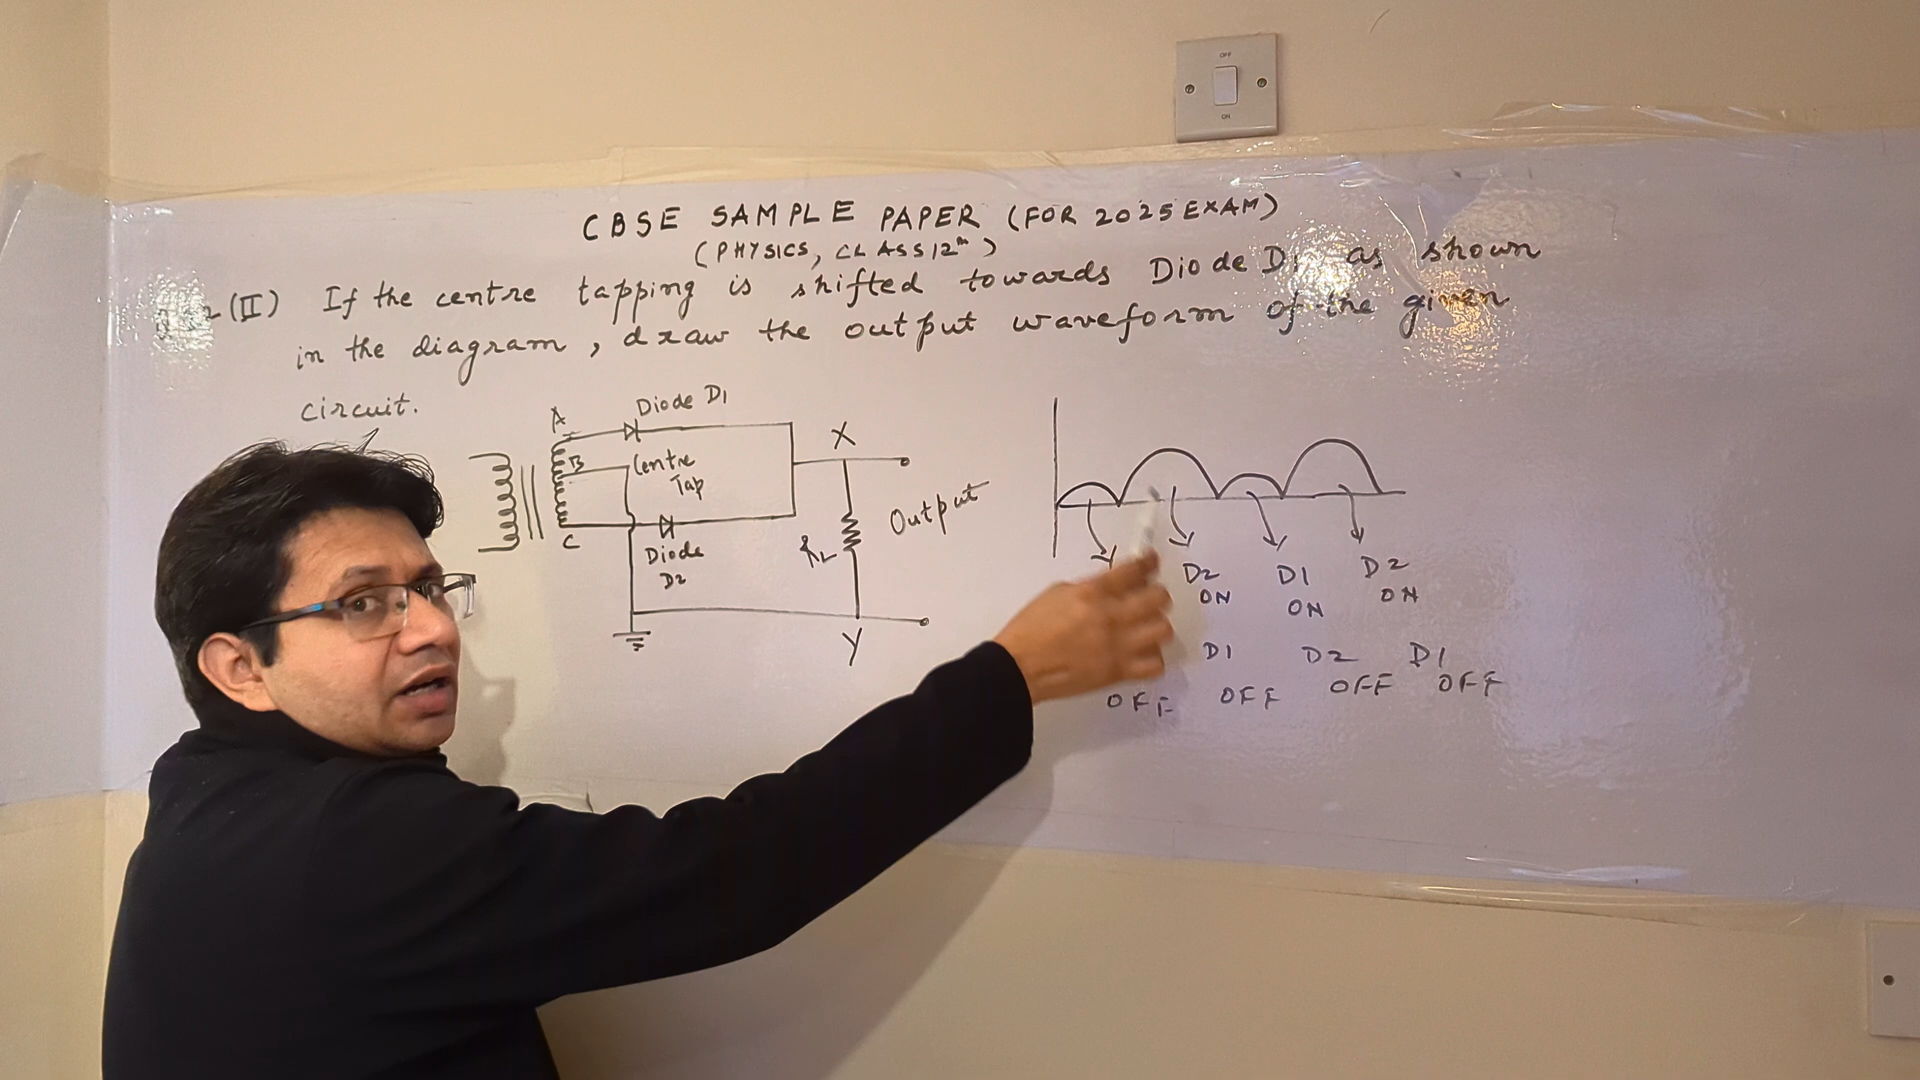 OFF
ON
CBSE SAMPLE PAPER (FOR 2025 EXAM)
(PHYSICS, CLASS 12th)
(II) If the centre tapping is shifted towards Diode D1 as shown
in the diagram, draw the output waveform of the given
circuit.
A
Diode D1
B
Centre
Tap
C
Diode
D2
X
RL
Output
Y
D2
ON
D1
ON
D2
ON
OFF
D1
OFF
D2
OFF
D1
OFF